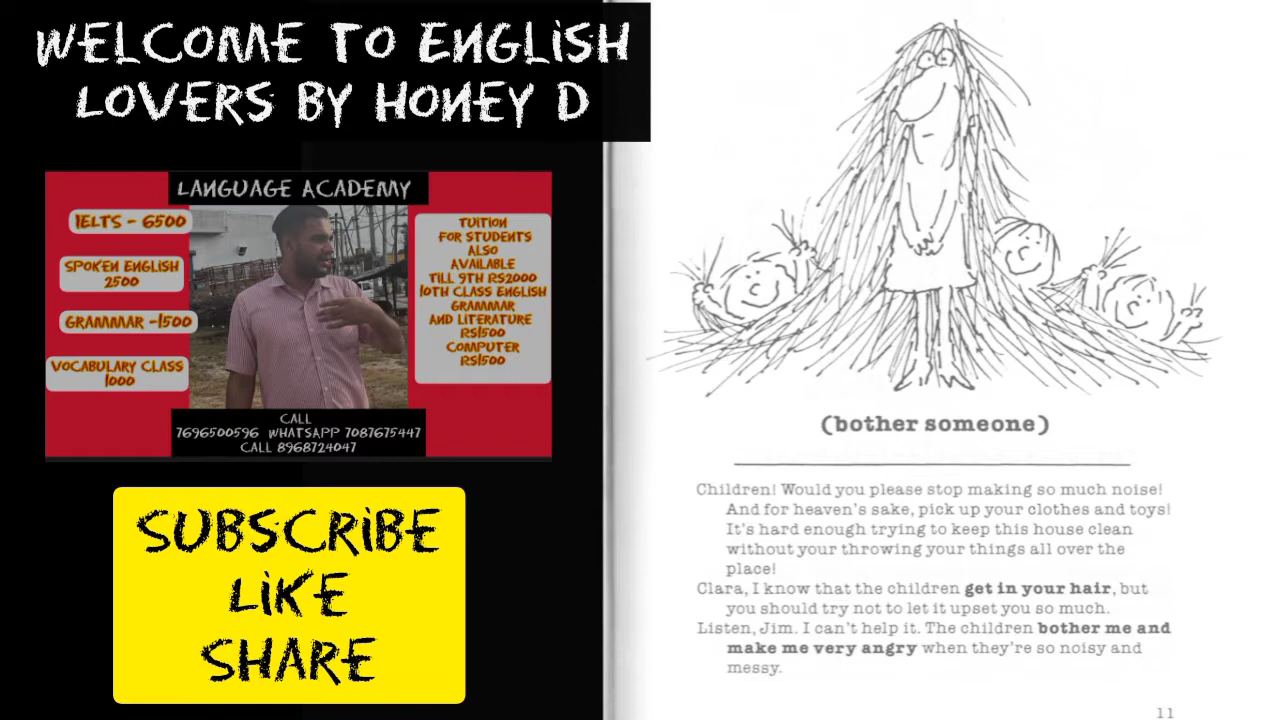 WELCOME TO ENGLISH
LOVERS BY HONEY D
LANGUAGE ACADEMY
IELTS - 6500
SPOKEN ENGLISH
2500
GRAMMAR -1500
VOCABULARY CLASS
1000
TUITION
FOR STUDENTS
ALSO
AVAILABLE
TILL 9TH RS2000
10TH CLASS ENGLISH
GRAMMAR
AND LITERATURE
RS1500
COMPUTER
RS1500
CALL
7696500596 WHATSAPP 7087675447
CALL 8968724047
SUBSCRIBE
LIKE
SHARE
(bother someone)
Children! Would you please stop making so much noise!
And for heaven's sake, pick up your clothes and toys!
It's hard enough trying to keep this house clean
without your throwing your things all over the
place!
Clara, I know that the children get in your hair, but
you should try not to let it upset you so much.
Listen, Jim. I can't help it. The children bother me and
make me very angry when they're so noisy and
messy.
11